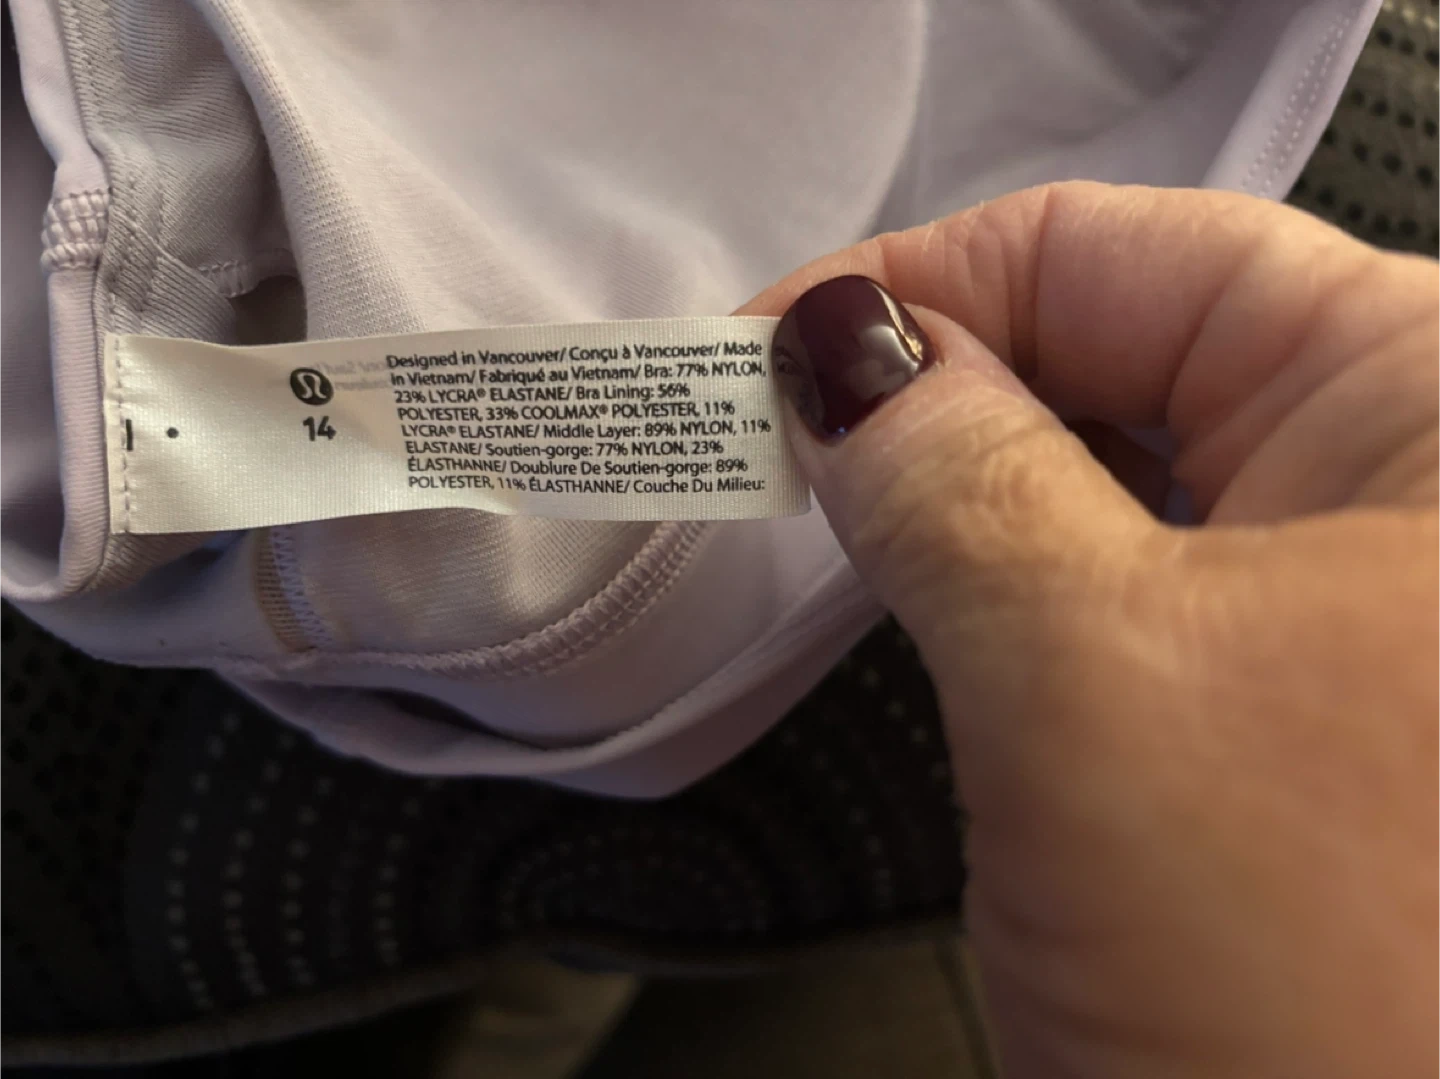 14
Designed in Vancouver/ Conçu à Vancouver/ Made
in Vietnam/ Fabriqué au Vietnam/ Bra: 77% NYLON,
23% LYCRA® ELASTANE/ Bra Lining: 56%
POLYESTER, 33% COOLMAX® POLYESTER, 11%
LYCRA® ELASTANE/ Middle Layer: 89% NYLON, 11%
ELASTANE/ Soutien-gorge: 77% NYLON, 23%
ÉLASTHANNE/ Doublure De Soutien-gorge: 89%
POLYESTER, 11% ÉLASTHANNE/ Couche Du Milieu: